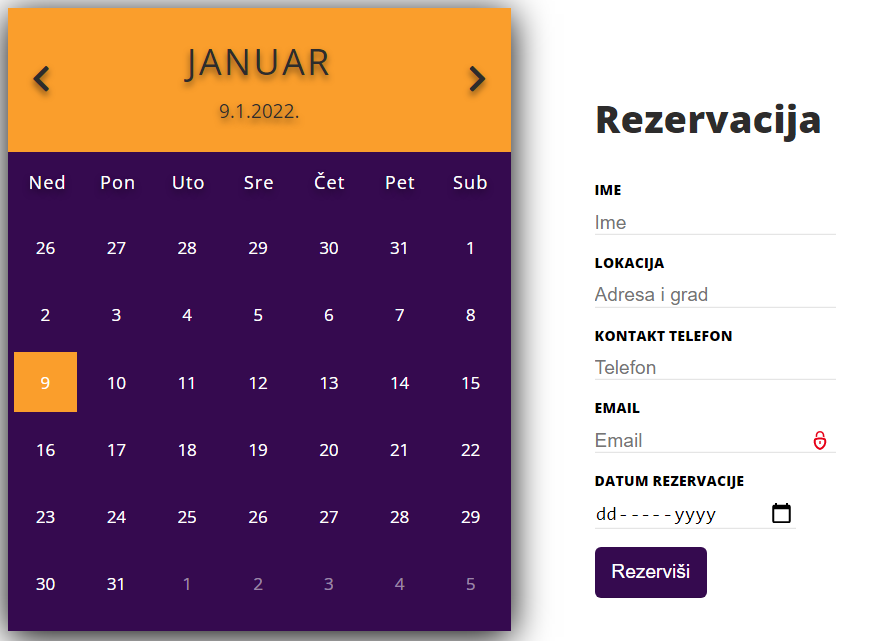 JANUAR
9.1.2022.
Ned Pon Uto Sre Čet Pet Sub
26 27 28 29 30 31 1
2 3 4 5 6 7 8
9 10 11 12 13 14 15
16 17 18 19 20 21 22
23 24 25 26 27 28 29
30 31 1 2 3 4 5
Rezervacija
IME
Ime
LOKACIJA
Adresa i grad
KONTAKT TELEFON
Telefon
EMAIL
Email
DATUM REZERVACIJE
dd-----yyyy
Rezerviši